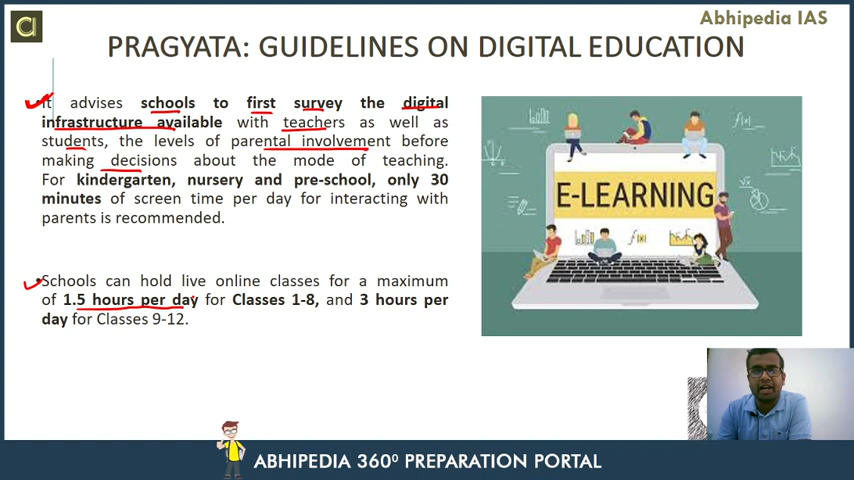 Abhipedia IAS
PRAGYATA: GUIDELINES ON DIGITAL EDUCATION
It advises schools to first survey the digital
infrastructure available with teachers as well as
students, the levels of parental involvement before
making decisions about the mode of teaching.
For kindergarten, nursery and pre-school, only 30
minutes of screen time per day for interacting with
parents is recommended.
•Schools can hold live online classes for a maximum
of 1.5 hours per day for Classes 1-8, and 3 hours per
day for Classes 9-12.
f(x)
E-LEARNING
f(x)
ABHIPEDIA 360⁰ PREPARATION PORTAL